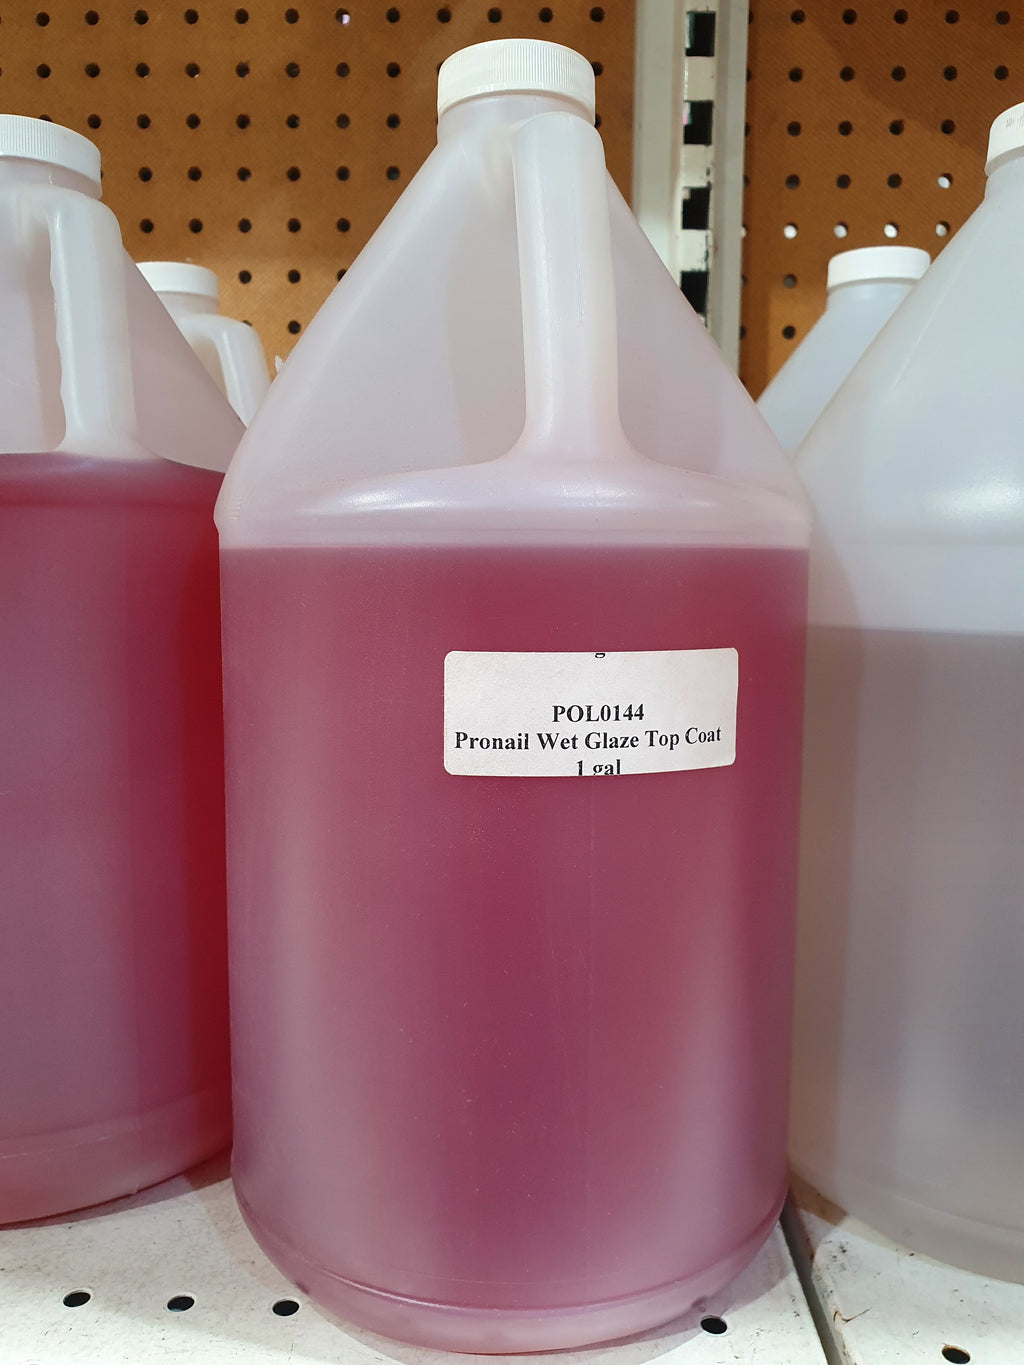 POL0144
Pronail Wet Glaze Top Coat
1 gal